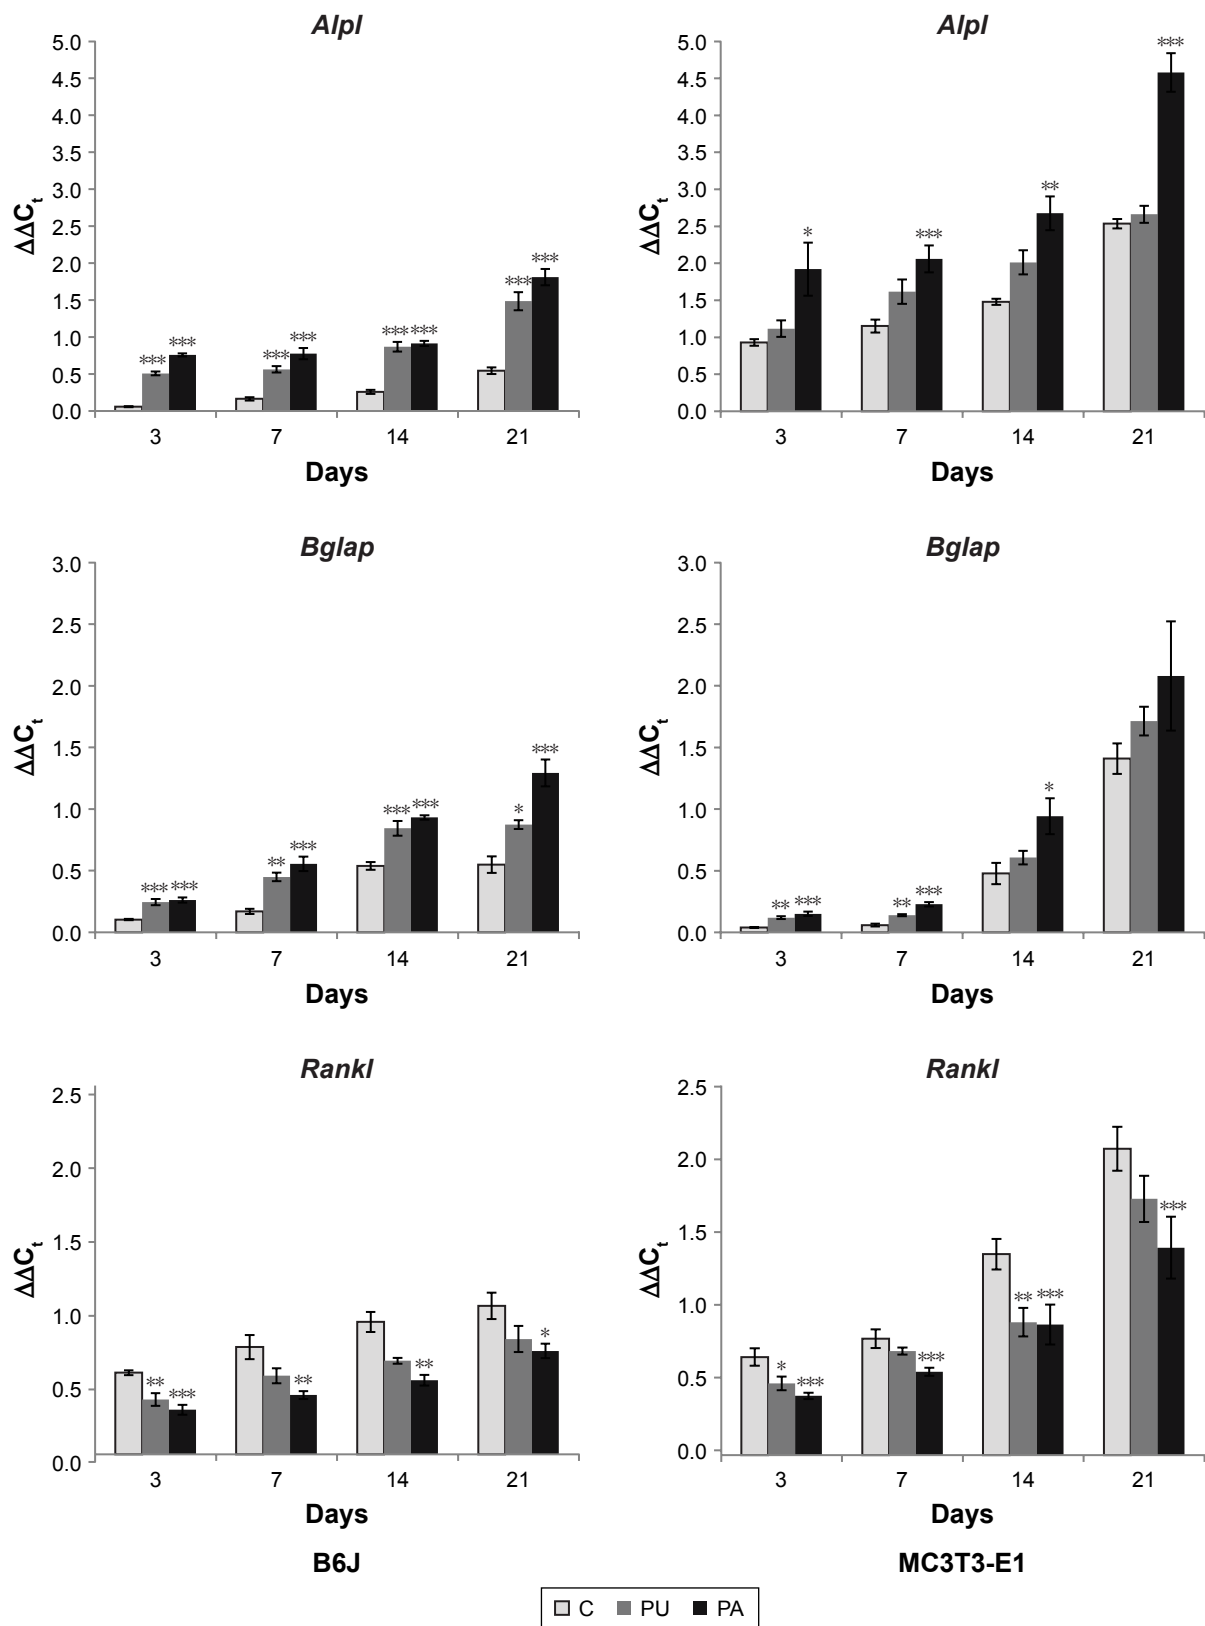 Alpl
5.0
4.5
4.0
3.5
3.0
2.5
2.0
1.5
1.0
0.5
0.0
ΔΔCt
*** *** *** *** *** *** *** ***
3 7 14 21
Days
Alpl
5.0
4.5
4.0
3.5
3.0
2.5
2.0
1.5
1.0
0.5
0.0
ΔΔCt
* *** ** ***
3 7 14 21
Days
Bglap
3.0
2.5
2.0
1.5
1.0
0.5
0.0
ΔΔCt
*** *** ** *** *** *** * ***
3 7 14 21
Days
Bglap
3.0
2.5
2.0
1.5
1.0
0.5
0.0
ΔΔCt
** *** ** *** *
3 7 14 21
Days
Rankl
2.5
2.0
1.5
1.0
0.5
0.0
ΔΔCt
** *** ** ** *
3 7 14 21
Days
B6J
Rankl
2.5
2.0
1.5
1.0
0.5
0.0
ΔΔCt
* *** *** ** *** ***
3 7 14 21
Days
MC3T3-E1
C PU PA